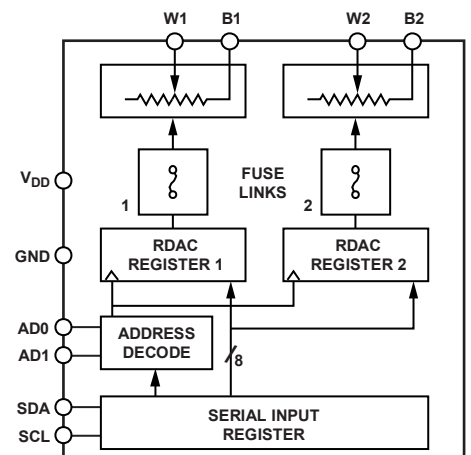 W1 B1 W2 B2
VDD
FUSE
LINKS
1
2
GND
RDAC
REGISTER 1
RDAC
REGISTER 2
AD0
AD1
ADDRESS
DECODE
8
SDA
SCL
SERIAL INPUT
REGISTER